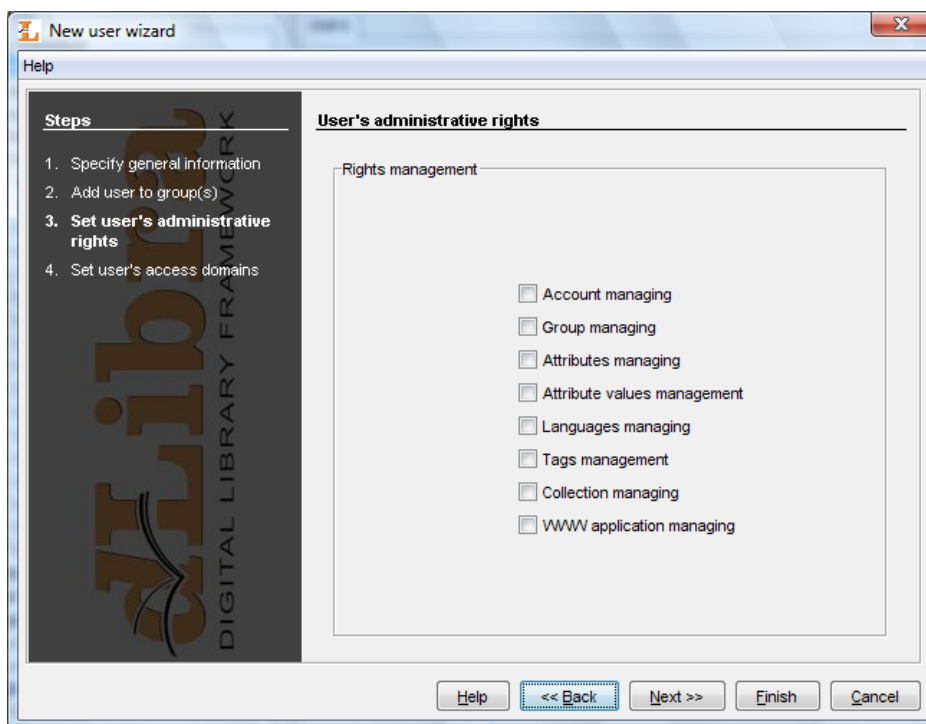 New user wizard
Help
Steps
1. Specify general information
2. Add user to group(s)
3. Set user's administrative
rights
4. Set user's access domains
dLibra
DIGITAL LIBRARY FRAMEWORK
User's administrative rights
Rights management
Account managing
Group managing
Attributes managing
Attribute values management
Languages managing
Tags management
Collection managing
WWW application managing
Help
<< Back
Next >>
Finish
Cancel